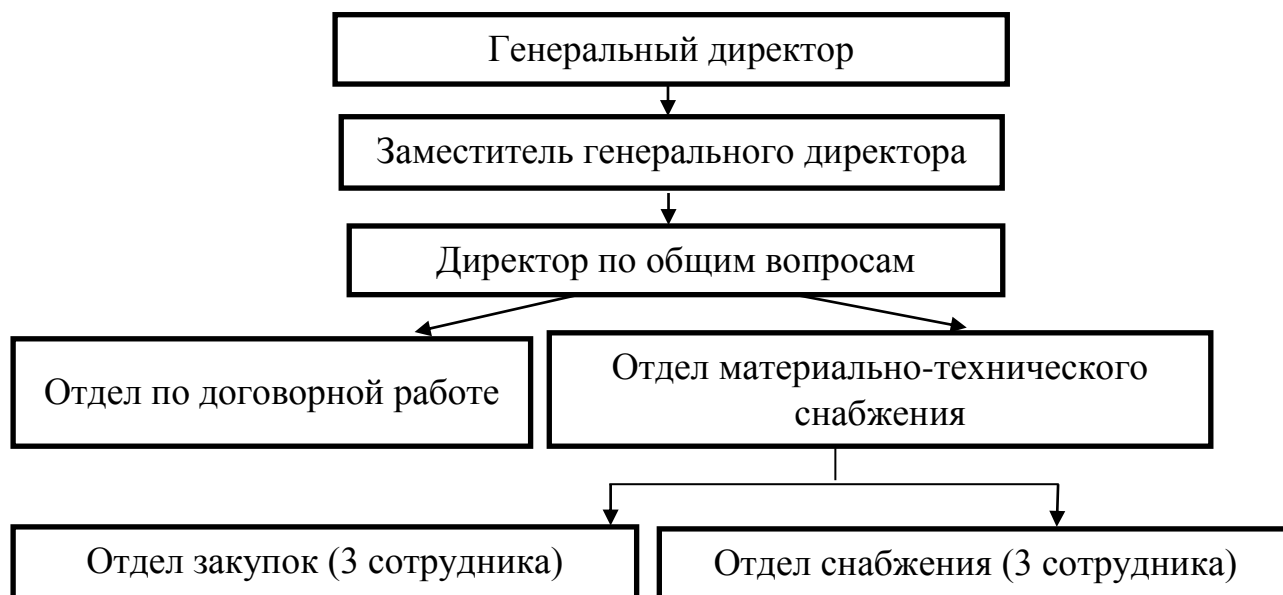 Генеральный директор
Заместитель генерального директора
Директор по общим вопросам
Отдел по договорной работе
Отдел материально-технического
снабжения
Отдел закупок (3 сотрудника)
Отдел снабжения (3 сотрудника)